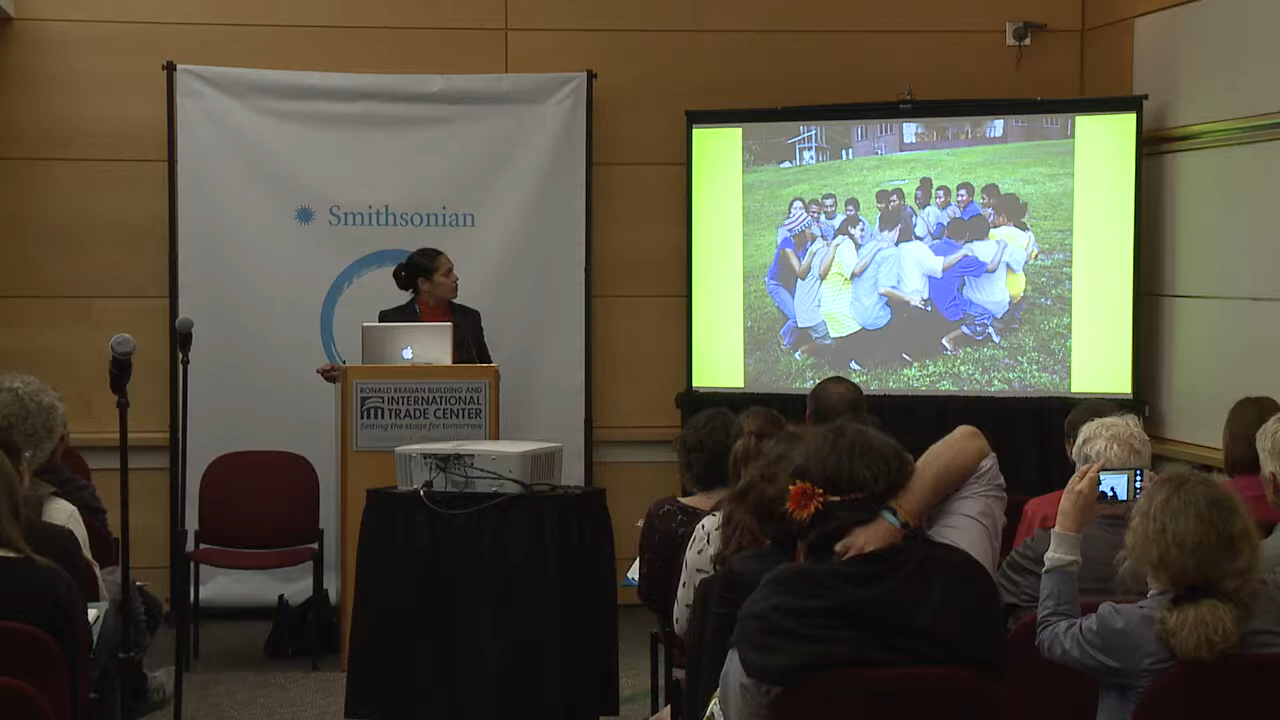 Smithsonian
RONALD REAGAN BUILDING AND
INTERNATIONAL
TRADE CENTER
Setting the stage for tomorrow